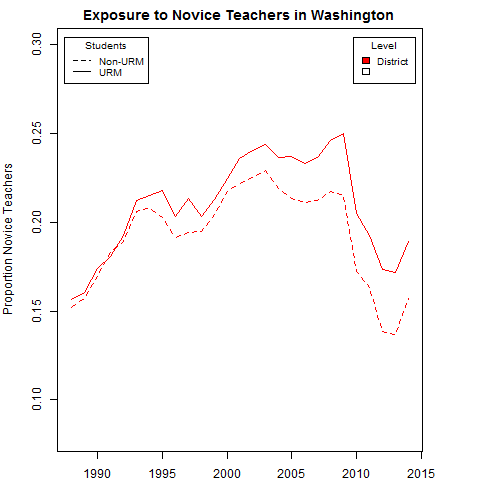 Exposure to Novice Teachers in Washington
Students
Non-URM
URM
Level
District
Proportion Novice Teachers
0.30
0.25
0.20
0.15
0.10
1990 1995 2000 2005 2010 2015